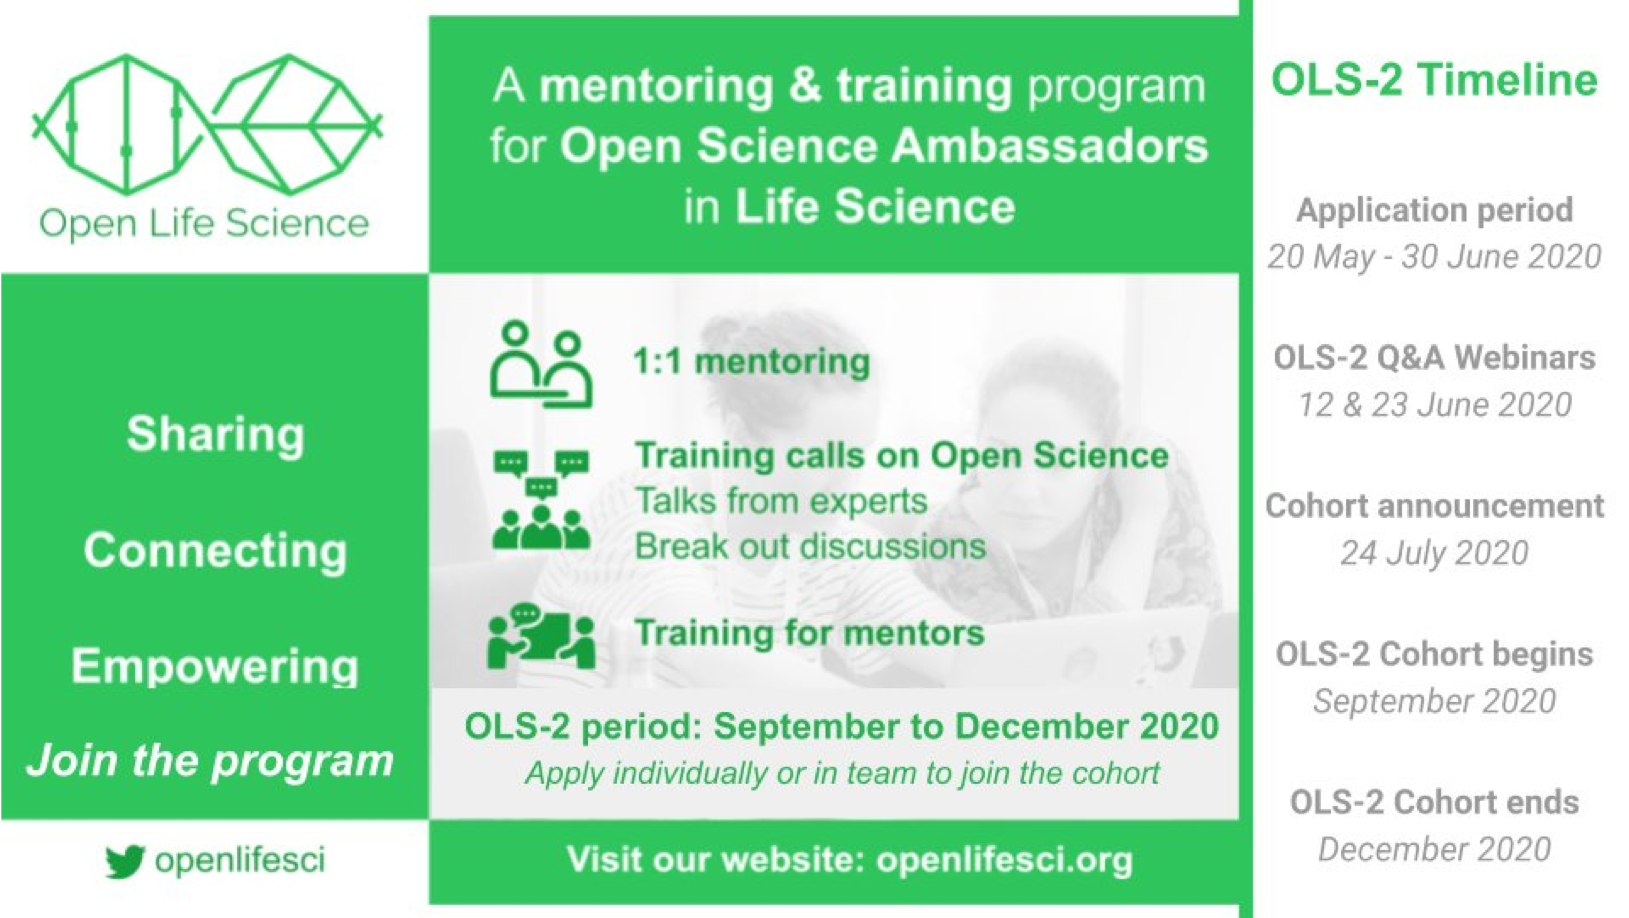 Open Life Science
A mentoring & training program
for Open Science Ambassadors
in Life Science
Sharing
Connecting
Empowering
Join the program
1:1 mentoring
Training calls on Open Science
Talks from experts
Break out discussions
Training for mentors
OLS-2 period: September to December 2020
Apply individually or in team to join the cohort
openlifesci
Visit our website: openlifesci.org
OLS-2 Timeline
Application period
20 May - 30 June 2020
OLS-2 Q&A Webinars
12 & 23 June 2020
Cohort announcement
24 July 2020
OLS-2 Cohort begins
September 2020
OLS-2 Cohort ends
December 2020